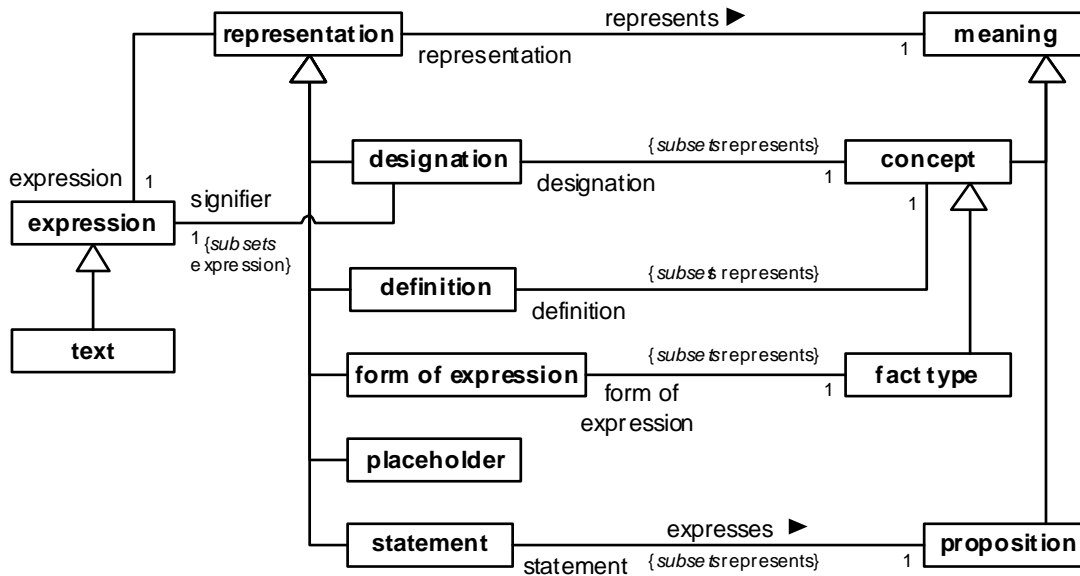 represents ►
representation
meaning
representation
1
{subsets represents}
designation
concept
expression
1
designation
1
1
signifier
expression
1
{subsets
expression}
{subsets represents}
definition
definition
text
{subsets represents}
form of expression
fact type
form of
1
expression
placeholder
expresses ►
statement
proposition
statement
{subsets represents}
1